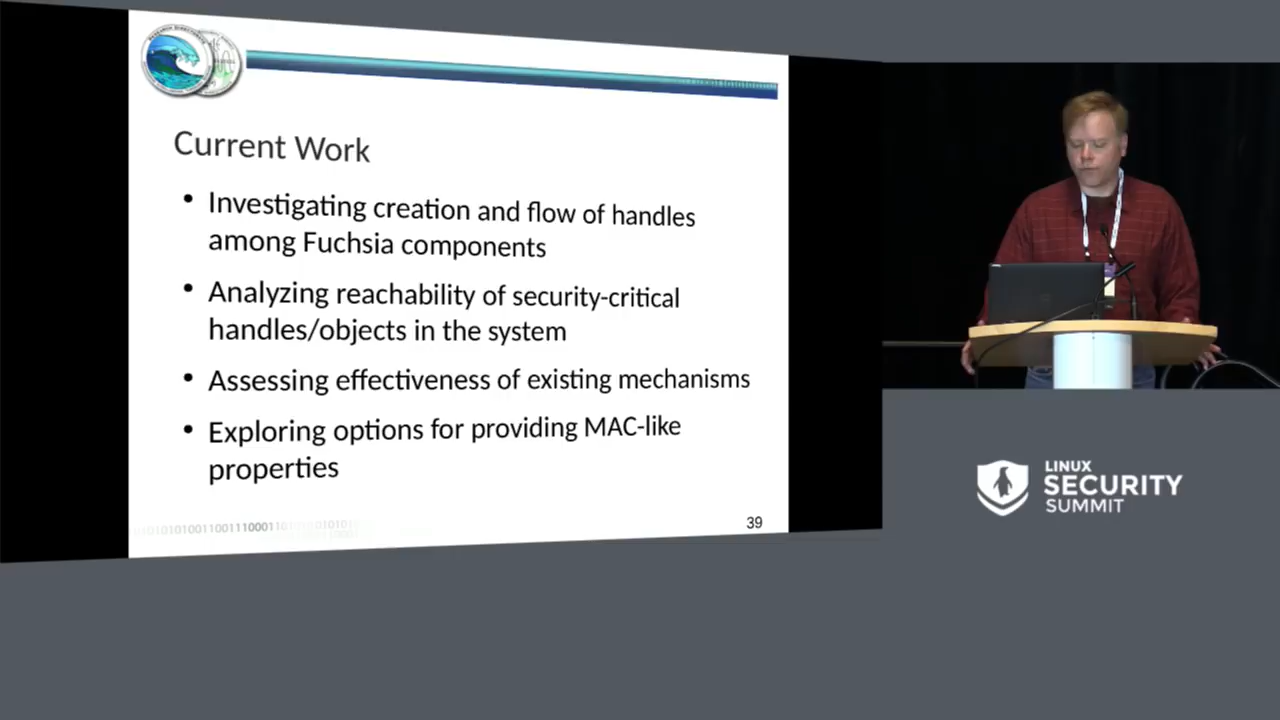 Current Work
• Investigating creation and flow of handles
among Fuchsia components
• Analyzing reachability of security-critical
handles/objects in the system
• Assessing effectiveness of existing mechanisms
• Exploring options for providing MAC-like
properties
39
LINUX
SECURITY
SUMMIT